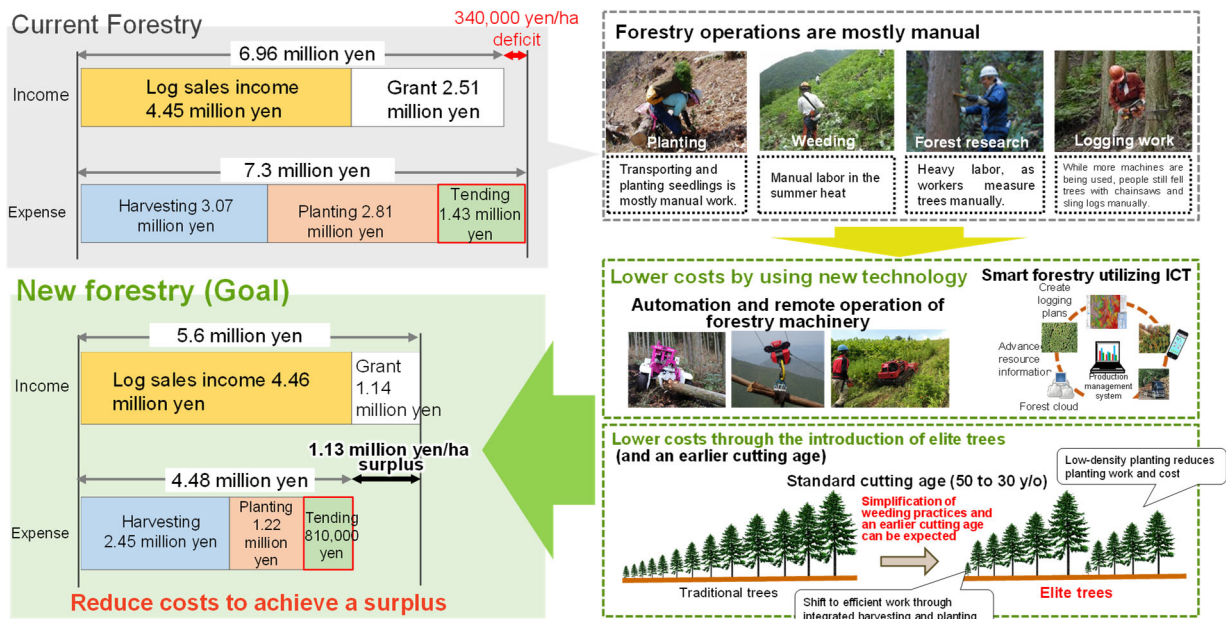 Current Forestry
340,000 yen/ha
deficit
6.96 million yen
Income
Log sales income
4.45 million yen
Grant 2.51
million yen
7.3 million yen
Expense
Harvesting 3.07
million yen
Planting 2.81
million yen
Tending
1.43 million
yen
New forestry (Goal)
5.6 million yen
Income
Log sales income 4.46
million yen
Grant
1.14
million yen
1.13 million yen/ha
surplus
4.48 million yen
Expense
Harvesting
2.45 million yen
Planting
1.22
million
yen
Tending
810,000
yen
Reduce costs to achieve a surplus
Forestry operations are mostly manual
Planting
Weeding
Forest research
Logging work
Transporting and
planting seedlings is
mostly manual work.
Manual labor in the
summer heat
Heavy labor, as
workers measure
trees manually.
While more machines are
being used, people still fell
trees with chainsaws and
sling logs manually.
Lower costs by using new technology
Automation and remote operation of
forestry machinery
Smart forestry utilizing ICT
Create
logging
plans
Advance
resource
information
Production
management
system
Forest cloud
Lower costs through the introduction of elite trees
(and an earlier cutting age)
Low-density planting reduces
planting work and cost
Standard cutting age (50 to 30 y/o)
Simplification of
weeding practices and
an earlier cutting age
can be expected
Traditional trees
Elite trees
Shift to efficient work through
integrated harvesting and planting